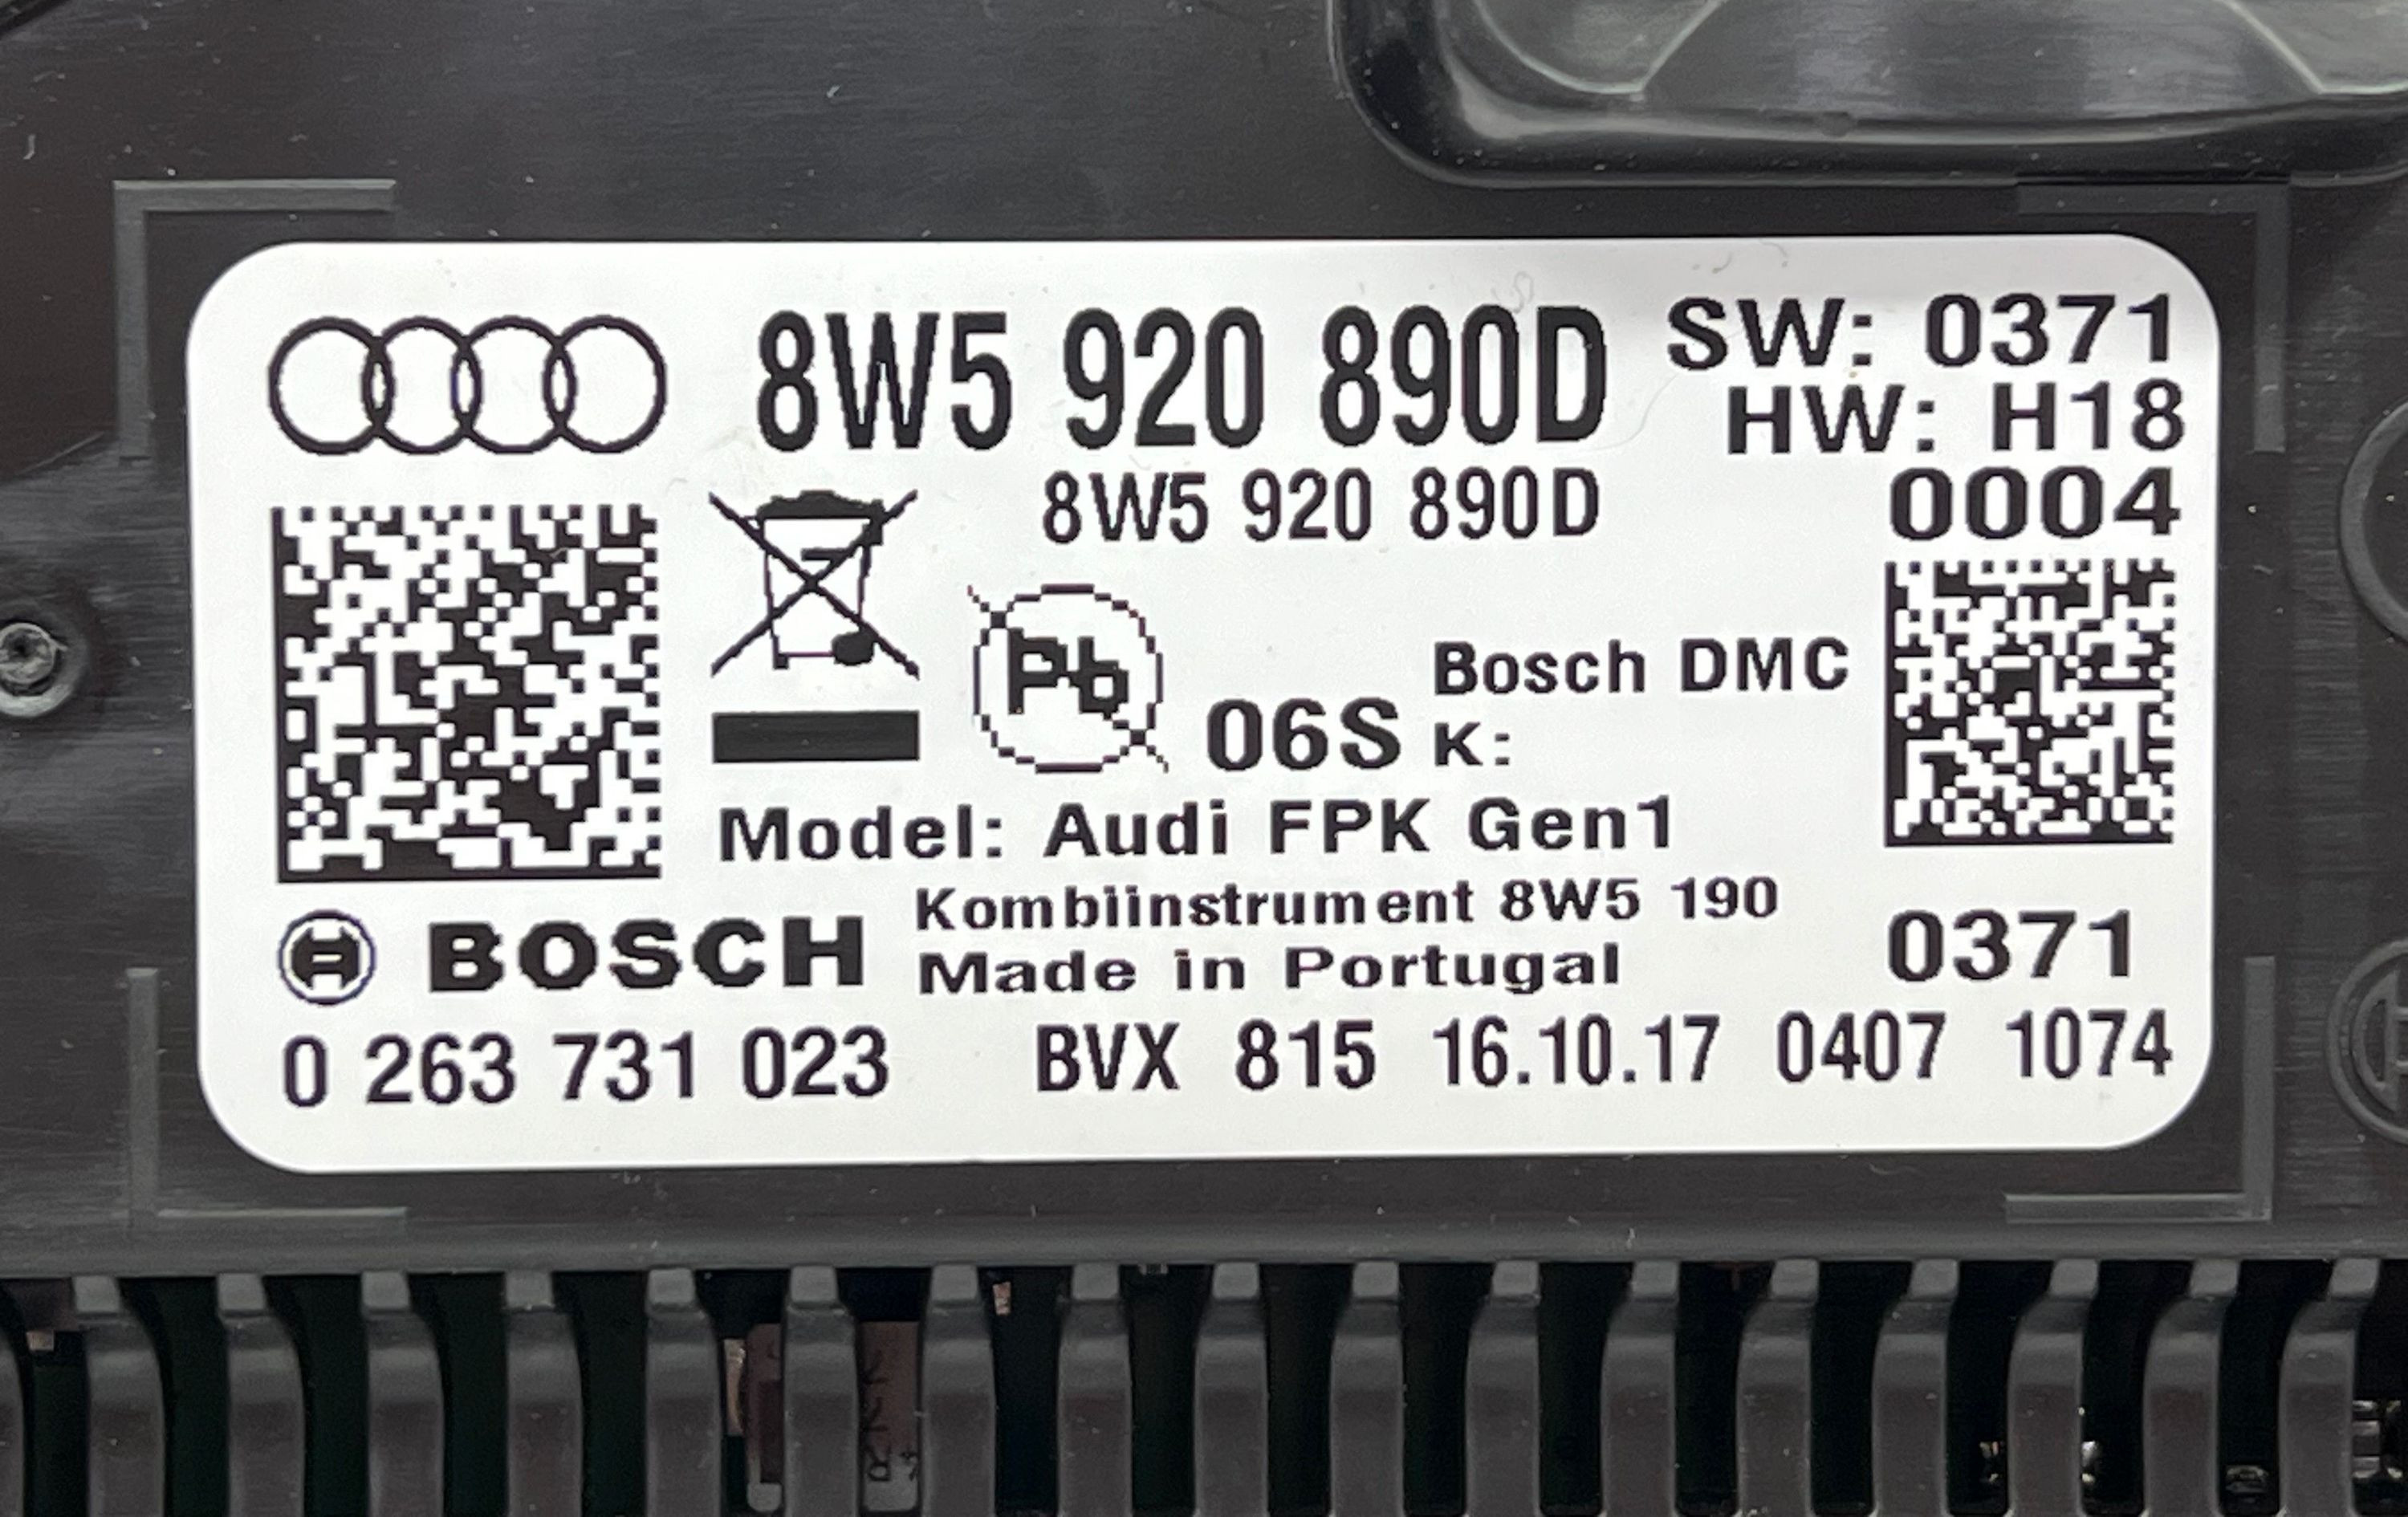 8W5 920 890D
SW: 0371
HW: H18
8W5 920 890D
0004
Pb
06S
Bosch DMC
K:
Model: Audi FPK Gen1
Kombiinstrument 8W5 190
BOSCH
Made in Portugal
0371
0 263 731 023
BVX 815 16.10.17 0407 1074